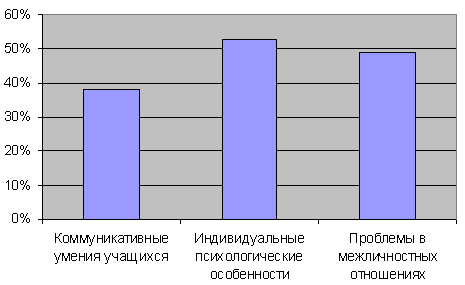 60%
50%
40%
30%
20%
10%
0%
Коммуникативные
умения учащихся
Индивидуальные
психологические
особенности
Проблемы в
межличностных
отношениях